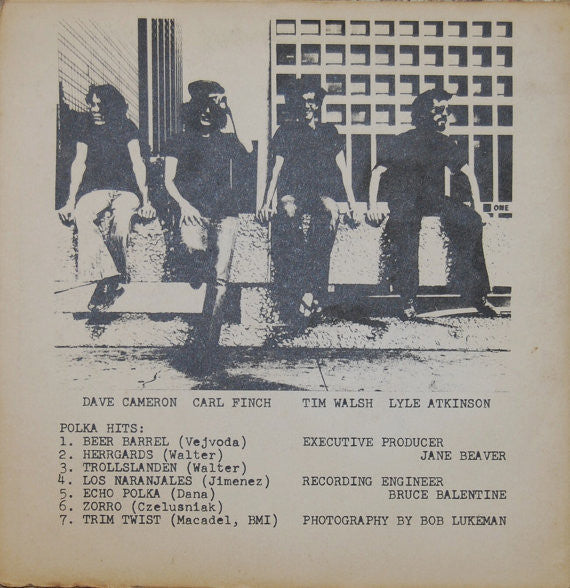 ONE
DAVE CAMERON CARL FINCH TIM WALSH LYLE ATKINSON
POLKA HITS:
1. BEER BARREL (Vejvoda)
2. HERRGARDS (Walter)
3. TROLLSLANDEN (Walter)
4. LOS NARANJALES (Jimenez)
5. ECHO POLKA (Dana)
6. ZORRO (Czelusniak)
7. TRIM TWIST (Macadel, BMI)
EXECUTIVE PRODUCER
JANE BEAVER
RECORDING ENGINEER
BRUCE BALENTINE
PHOTOGRAPHY BY BOB LUKEMAN